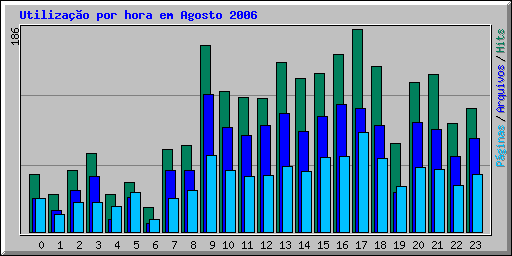 Utilização por hora em Agosto 2006
186
Páginas / Arquivos / Hits
0 1 2 3 4 5 6 7 8 9 10 11 12 13 14 15 16 17 18 19 20 21 22 23